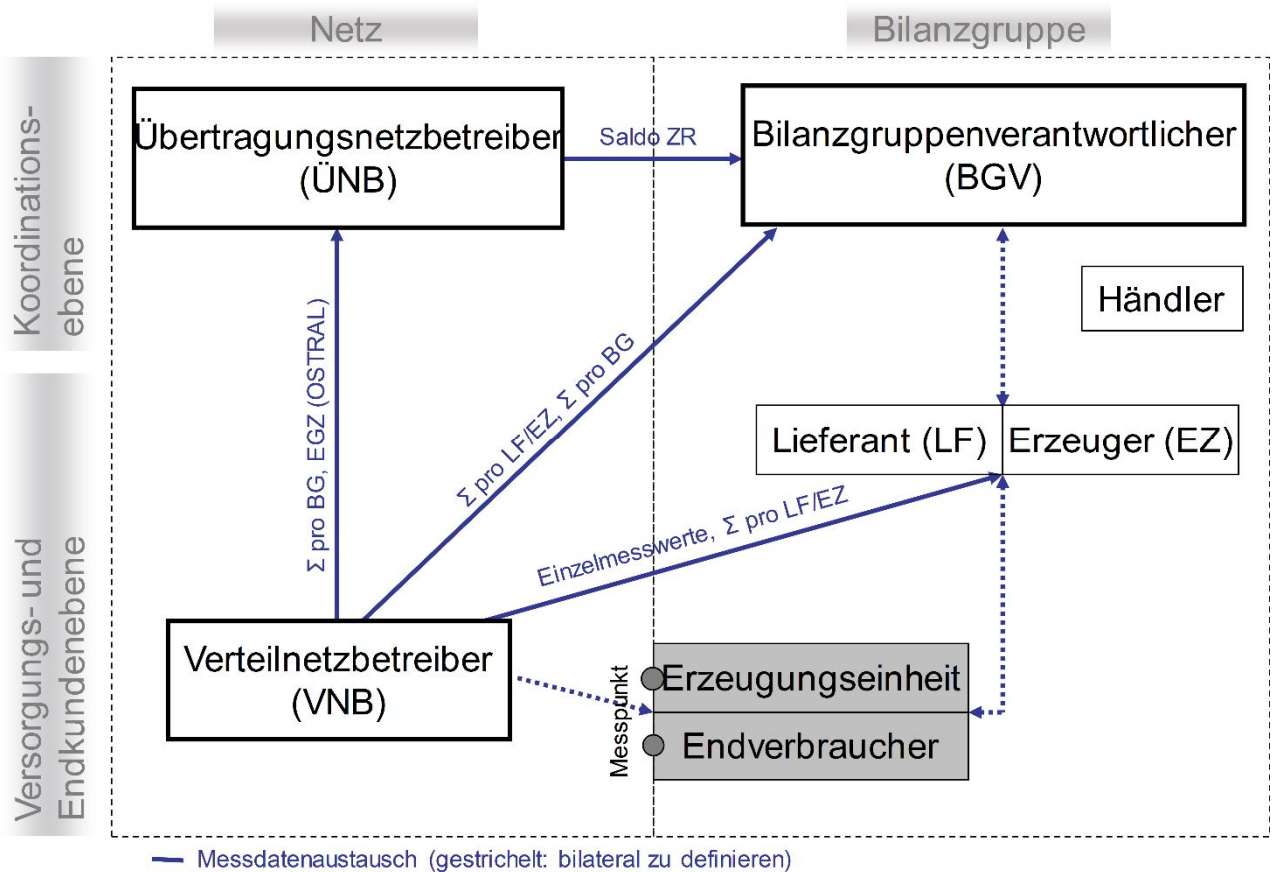 Netz
Bilanzgruppe
Koordinations-
ebene
Übertragungsnetzbetreiber
(ÜNB)
Saldo ZR
Bilanzgruppenverantwortlicher
(BGV)
Händler
Σ pro BG, EGZ (OSTRAL)
Σ pro LF/EZ, Σ pro BG
Lieferant (LF)
Erzeuger (EZ)
Einzelmesswerte, Σ pro LF/EZ
Versorgungs- und
Endkundenebene
Verteilnetzbetreiber
(VNB)
Messpunkt
Erzeugungseinheit
Endverbraucher
Messdatenaustausch (gestrichelt: bilateral zu definieren)